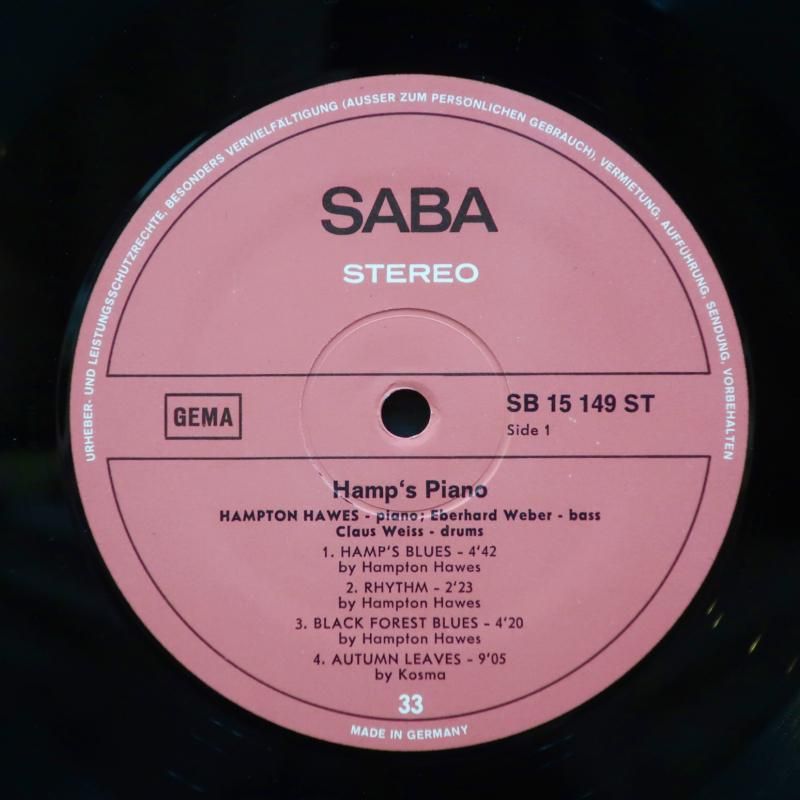 URHEBER- UND LEISTUNGSSCHUTZRECHTE, BESONDERS VERVIELFÄLTIGUNG (AUSSER ZUM PERSÖNLICHEN GEBRAUCH), VERMIETUNG, AUFFÜHRUNG, SENDUNG, VORBEHALTEN
SABA
STEREO
GEMA
SB 15 149 ST
Side 1
Hamp's Piano
HAMPTON HAWES - piano; Eberhard Weber - bass
Claus Weiss - drums
1. HAMP'S BLUES - 4'42
by Hampton Hawes
2. RHYTHM - 2'23
by Hampton Hawes
3. BLACK FOREST BLUES - 4'20
by Hampton Hawes
4. AUTUMN LEAVES - 9'05
by Kosma
33
MADE IN GERMANY